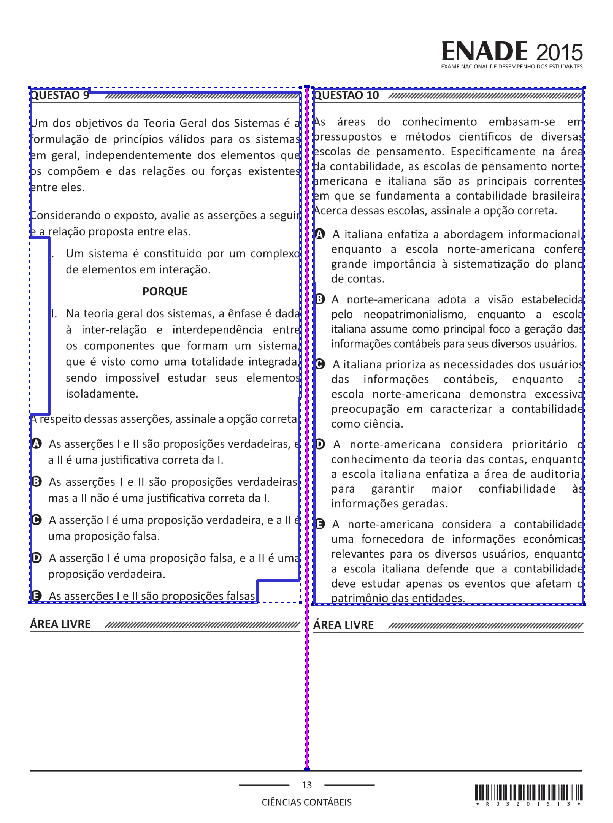 ENADE 2015
EXAME NACIONAL DE DESEMPENHO DOS ESTUDANTES
QUESTÃO 9
Um dos objetivos da Teoria Geral dos Sistemas é a
formulação de princípios válidos para os sistemas
em geral, independentemente dos elementos que
os compõem e das relações ou forças existentes
entre eles.
Considerando o exposto, avalie as asserções a seguir
e a relação proposta entre elas.
I. Um sistema é constituído por um complexo
de elementos em interação.
PORQUE
II. Na teoria geral dos sistemas, a ênfase é dada
à inter-relação e interdependência entre
os componentes que formam um sistema,
que é visto como uma totalidade integrada,
sendo impossível estudar seus elementos
isoladamente.
A respeito dessas asserções, assinale a opção correta.
A As asserções I e II são proposições verdadeiras, e
a II é uma justificativa correta da I.
B As asserções I e II são proposições verdadeiras,
mas a II não é uma justificativa correta da I.
C A asserção I é uma proposição verdadeira, e a II é
uma proposição falsa.
D A asserção I é uma proposição falsa, e a II é uma
proposição verdadeira.
E As asserções I e II são proposições falsas.
ÁREA LIVRE
QUESTÃO 10
As áreas do conhecimento embasam-se em
pressupostos e métodos científicos de diversas
escolas de pensamento. Especificamente na área
da contabilidade, as escolas de pensamento norte-
americana e italiana são as principais correntes
em que se fundamenta a contabilidade brasileira.
Acerca dessas escolas, assinale a opção correta.
A A italiana enfatiza a abordagem informacional,
enquanto a escola norte-americana confere
grande importância à sistematização do plano
de contas.
B A norte-americana adota a visão estabelecida
pelo neopatrimonialismo, enquanto a escola
italiana assume como principal foco a geração das
informações contábeis para seus diversos usuários.
C A italiana prioriza as necessidades dos usuários
das informações contábeis, enquanto a
escola norte-americana demonstra excessiva
preocupação em caracterizar a contabilidade
como ciência.
D A norte-americana considera prioritário o
conhecimento da teoria das contas, enquanto
a escola italiana enfatiza a área de auditoria,
para garantir maior confiabilidade às
informações geradas.
E A norte-americana considera a contabilidade
uma fornecedora de informações econômicas
relevantes para os diversos usuários, enquanto
a escola italiana defende que a contabilidade
deve estudar apenas os eventos que afetam o
patrimônio das entidades.
ÁREA LIVRE
13
CIÊNCIAS CONTÁBEIS
*R3320151 3*